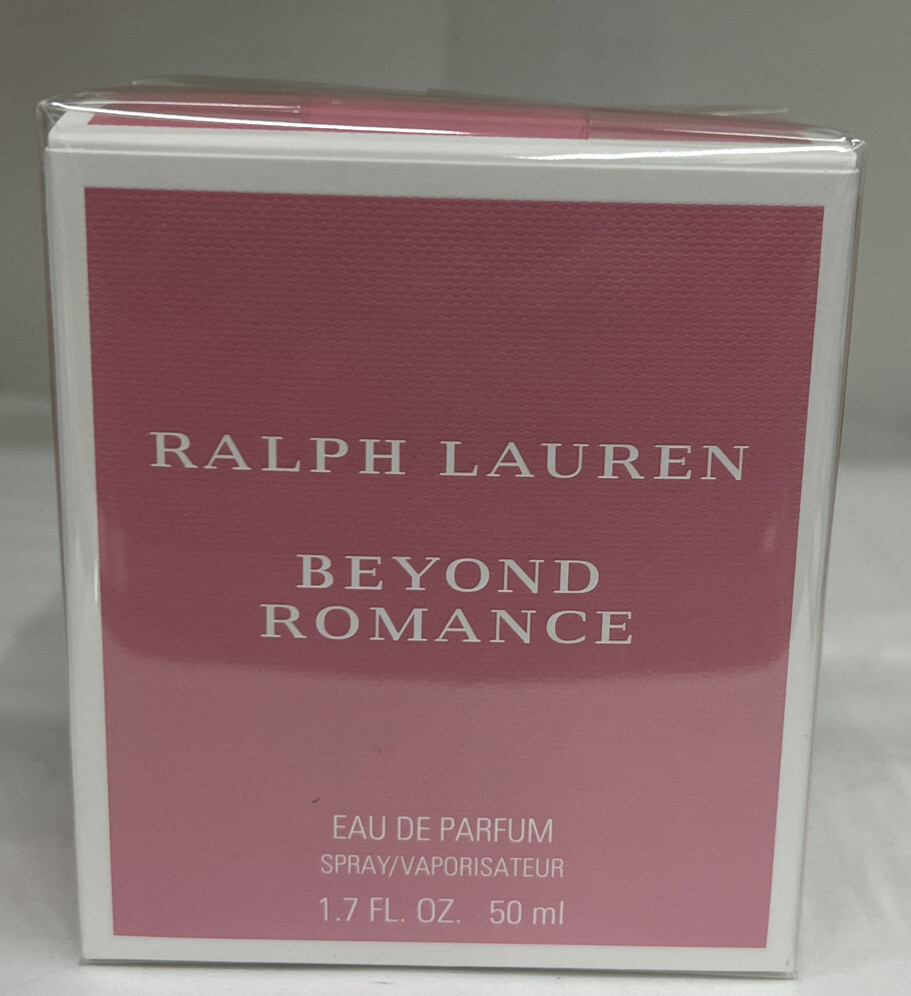 RALPH LAUREN
BEYOND
ROMANCE
EAU DE PARFUM
SPRAY/VAPORISATEUR
1.7 FL. OZ. 50 ml